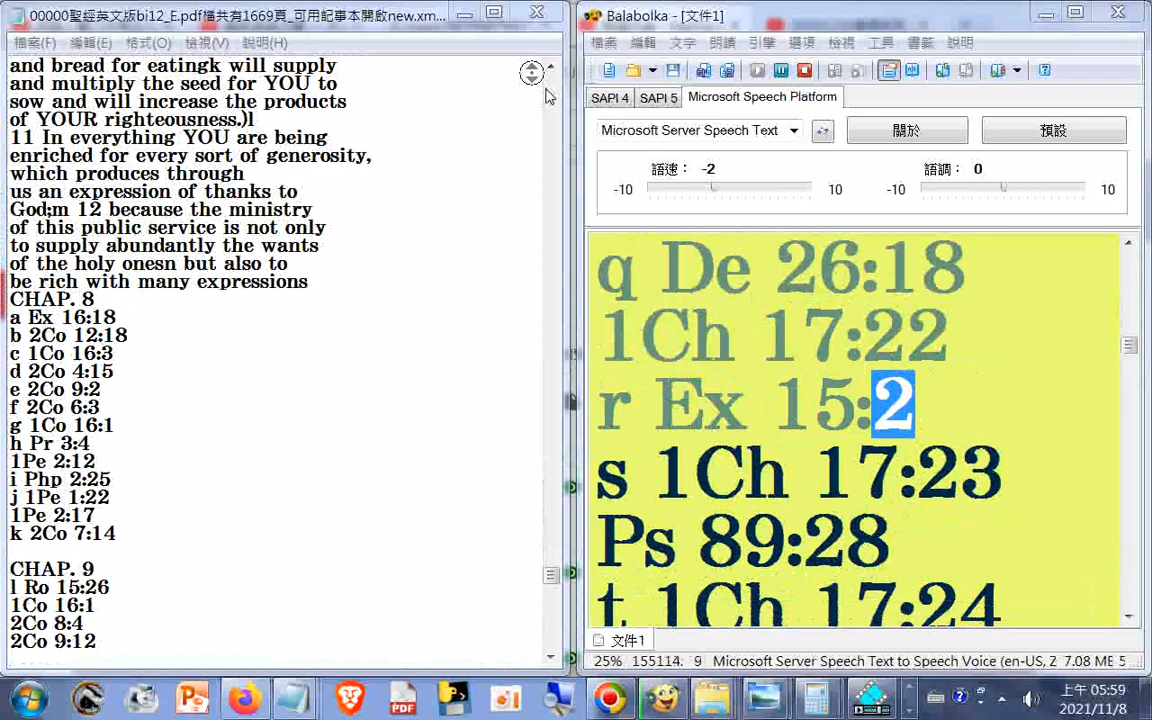 00000聖經英文版bi12_E.pdf檔共有1669頁_可用記事本開啟new.xm...
檔案(F) 編輯(E) 格式(O) 檢視(V) 說明(H)
and bread for eatingk will supply
and multiply the seed for YOU to
sow and will increase the products
of YOUR righteousness.)l
11 In everything YOU are being
enriched for every sort of generosity,
which produces through
us an expression of thanks to
God;m 12 because the ministry
of this public service is not only
to supply abundantly the wants
of the holy onesn but also to
be rich with many expressions
CHAP. 8
a Ex 16:18
b 2Co 12:18
c 1Co 16:3
d 2Co 4:15
e 2Co 9:2
f 2Co 6:3
g 1Co 16:1
h Pr 3:4
1Pe 2:12
i Php 2:25
j 1Pe 1:22
1Pe 2:17
k 2Co 7:14
CHAP. 9
l Ro 15:26
1Co 16:1
2Co 8:4
2Co 9:12
Balabolka - [文件1]
檔案 編輯 文字 朗讀 引擎 選項 檢視 工具 書籤 說明
SAPI 4 SAPI 5 Microsoft Speech Platform
Microsoft Server Speech Text 關於 預設
語速： -2 語調： 0
-10 10 -10 10
q De 26:18
1Ch 17:22
r Ex 15:2
s 1Ch 17:23
Ps 89:28
t 1Ch 17:24
文件1
25% 155114. 9 Microsoft Server Speech Text to Speech Voice (en-US, Z 7.08 MB 5
PDF
上午 05:59
2021/11/8